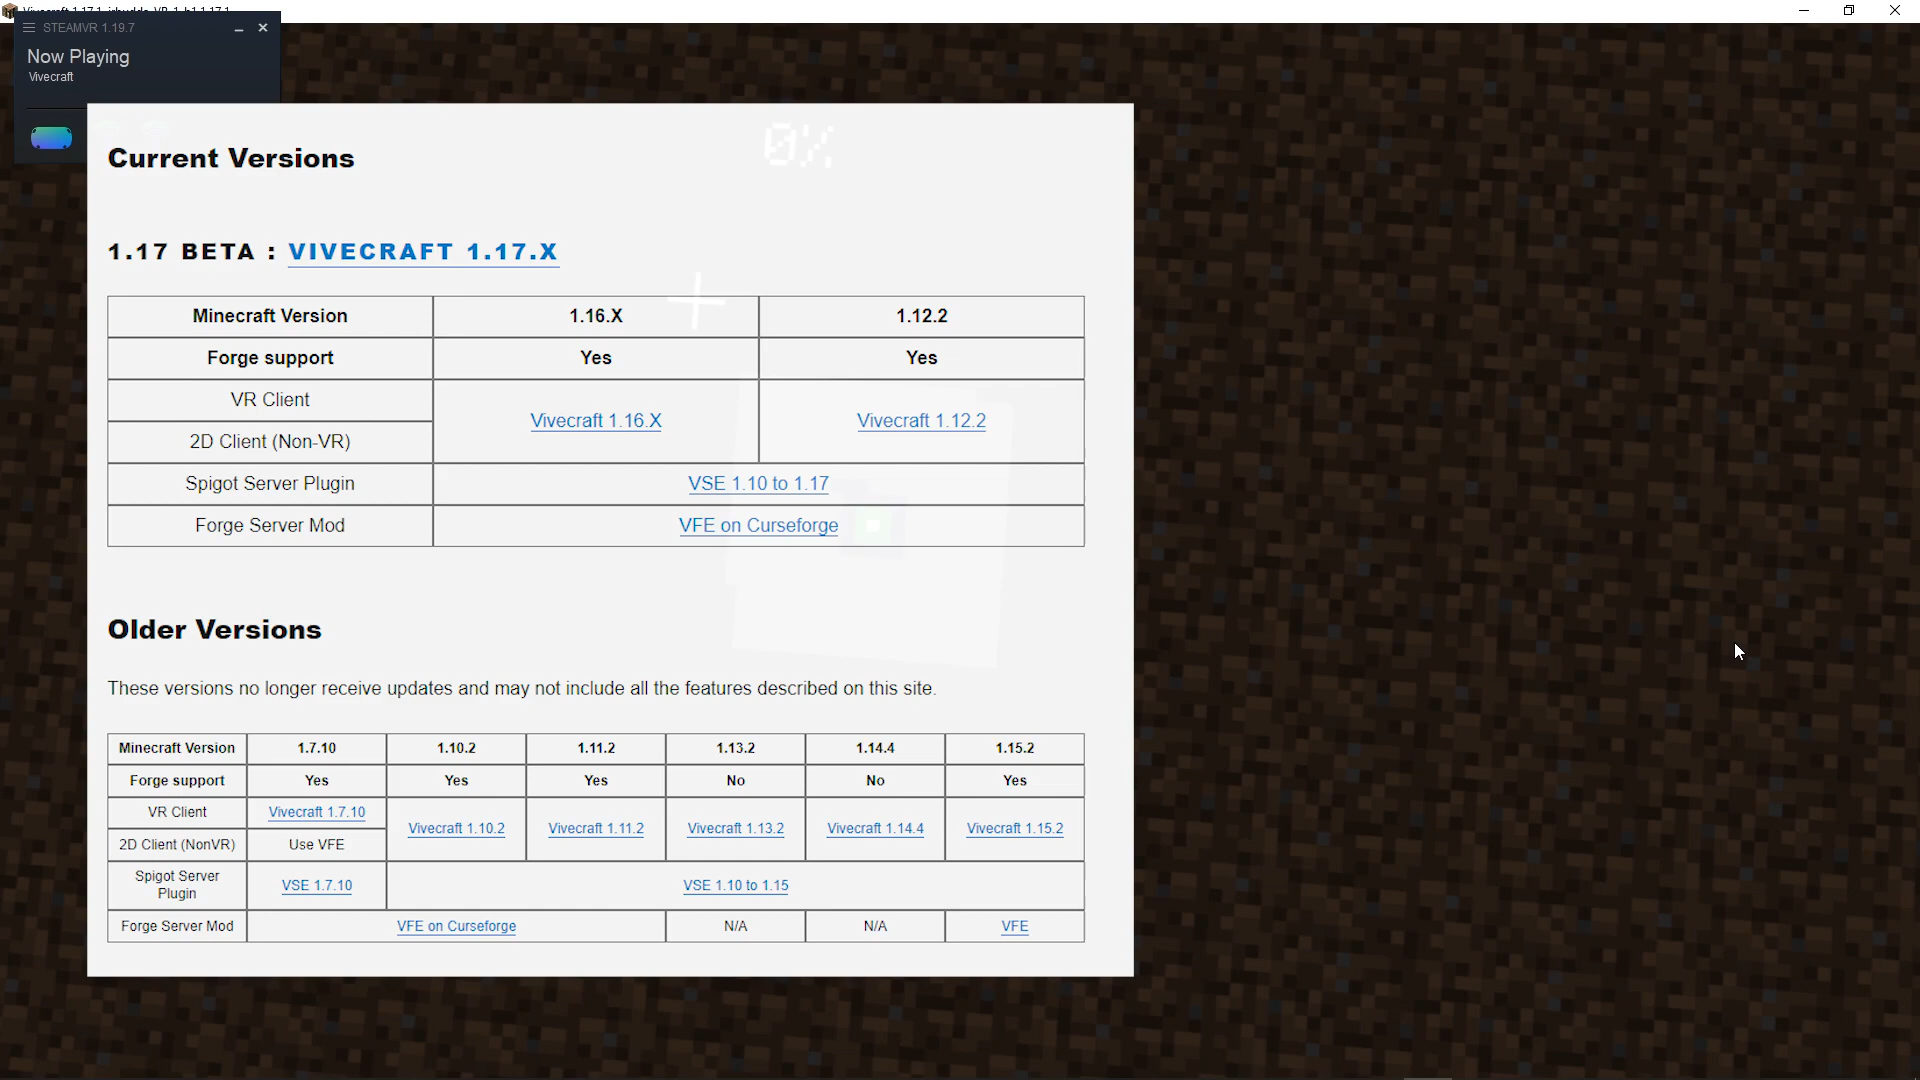 STEAMVR 1.19.7
Now Playing
Vivecraft
0%
Current Versions
1.17 BETA : VIVECRAFT 1.17.X
Minecraft Version 1.16.X 1.12.2
Forge support Yes Yes
VR Client
Vivecraft 1.16.X Vivecraft 1.12.2
2D Client (Non-VR)
Spigot Server Plugin VSE 1.10 to 1.17
Forge Server Mod VFE on Curseforge
Older Versions
These versions no longer receive updates and may not include all the features described on this site.
Minecraft Version 1.7.10 1.10.2 1.11.2 1.13.2 1.14.4 1.15.2
Forge support Yes Yes Yes No No Yes
VR Client Vivecraft 1.7.10
Vivecraft 1.10.2 Vivecraft 1.11.2 Vivecraft 1.13.2 Vivecraft 1.14.4 Vivecraft 1.15.2
2D Client (NonVR) Use VFE
Spigot Server
Plugin
VSE 1.7.10 VSE 1.10 to 1.15
Forge Server Mod VFE on Curseforge N/A N/A VFE